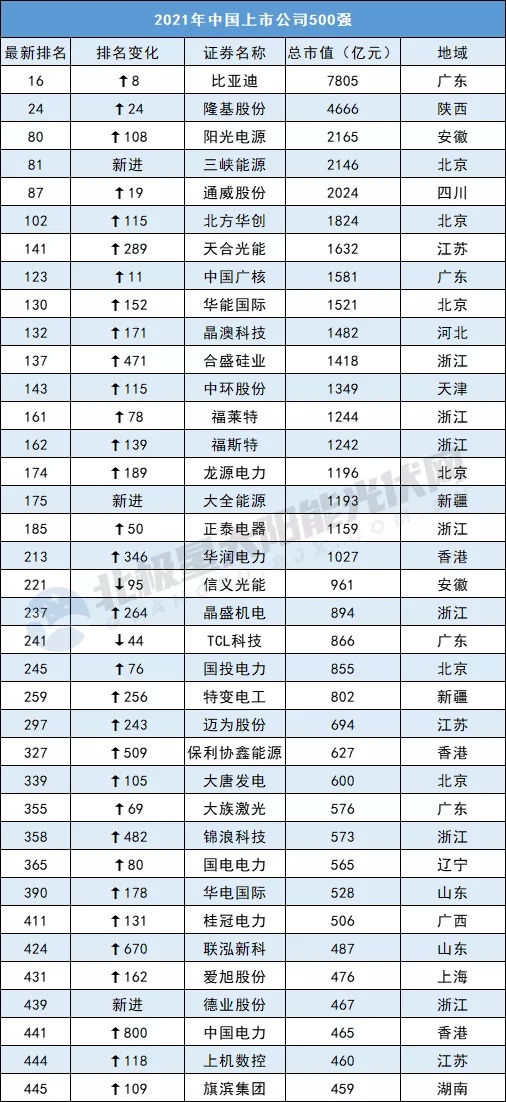 2021年中国上市公司500强
最新排名 排名变化 证券名称 总市值（亿元） 地域
16 ↑8 比亚迪 7805 广东
24 ↑24 隆基股份 4666 陕西
80 ↑108 阳光电源 2165 安徽
81 新进 三峡能源 2146 北京
87 ↑19 通威股份 2024 四川
102 ↑115 北方华创 1824 北京
141 ↑289 天合光能 1632 江苏
123 ↑11 中国广核 1581 广东
130 ↑152 华能国际 1521 北京
132 ↑171 晶澳科技 1482 河北
137 ↑471 合盛硅业 1418 浙江
143 ↑115 中环股份 1349 天津
161 ↑78 福莱特 1244 浙江
162 ↑139 福斯特 1242 浙江
174 ↑189 龙源电力 1196 北京
175 新进 大全能源 1193 新疆
185 ↑50 正泰电器 1159 浙江
213 ↑346 华润电力 1027 香港
221 ↓95 信义光能 961 安徽
237 ↑264 晶盛机电 894 浙江
241 ↓44 TCL科技 866 广东
245 ↑76 国投电力 855 北京
259 ↑256 特变电工 802 新疆
297 ↑243 迈为股份 694 江苏
327 ↑509 保利协鑫能源 627 香港
339 ↑105 大唐发电 600 北京
355 ↑69 大族激光 576 广东
358 ↑482 锦浪科技 573 浙江
365 ↑80 国电电力 565 辽宁
390 ↑178 华电国际 528 山东
411 ↑131 桂冠电力 506 广西
424 ↑670 联泓新科 487 山东
431 ↑162 爱旭股份 476 上海
439 新进 德业股份 467 浙江
441 ↑800 中国电力 465 香港
444 ↑118 上机数控 460 江苏
445 ↑109 旗滨集团 459 湖南
北极星太阳能光伏网